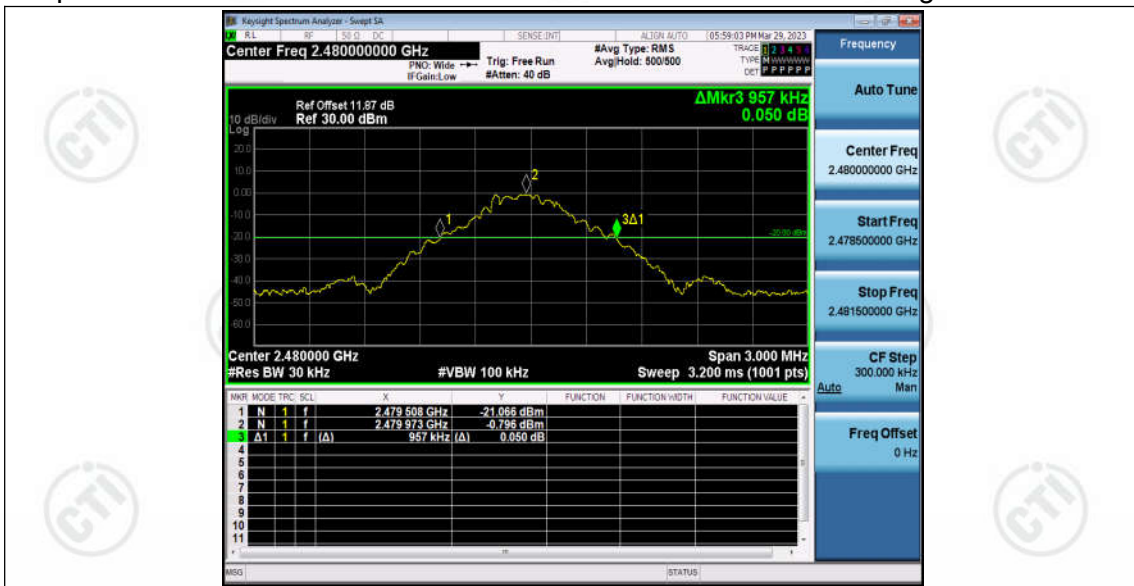 Keysight Spectrum Analyzer - Swept SA
RL RF 50 Ω DC SENSE:INT ALIGN AUTO 05:59:03 PM Mar 29, 2023
Center Freq 2.480000000 GHz
PNO: Wide
IFGain:Low
Trig: Free Run
#Atten: 40 dB
#Avg Type: RMS
Avg|Hold: 500/500
TRACE 1 2 3 4 5 6
TYPE M WWWWW
DET P P P P P P
Frequency
Auto Tune
Center Freq
2.480000000 GHz
Start Freq
2.478500000 GHz
Stop Freq
2.481500000 GHz
CF Step
300.000 kHz
Auto Man
Freq Offset
0 Hz
ΔMkr3 957 kHz
0.050 dB
Ref Offset 11.87 dB
10 dB/div Ref 30.00 dBm
Log
20.0
10.0
0.00
-10.0
-20.0
-30.0
-40.0
-50.0
-60.0
1
2
3Δ1
-20.00 dBm
Center 2.480000 GHz Span 3.000 MHz
#Res BW 30 kHz #VBW 100 kHz Sweep 3.200 ms (1001 pts)
MKR MODE TRC SCL X Y FUNCTION FUNCTION WIDTH FUNCTION VALUE
1 N 1 f 2.479 508 GHz -21.066 dBm
2 N 1 f 2.479 973 GHz -0.796 dBm
3 Δ1 1 f (Δ) 957 kHz (Δ) 0.050 dB
4
5
6
7
8
9
10
11
MSG STATUS
CTI
CTI
CTI
CTI